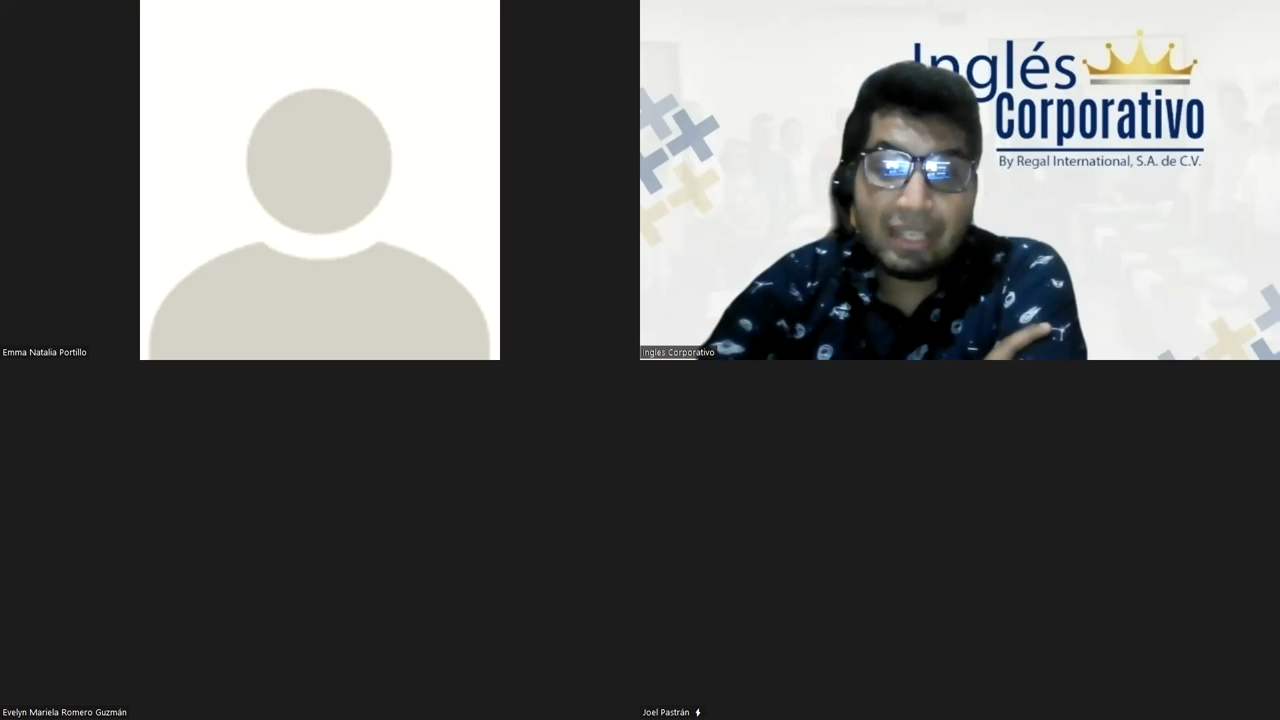 Inglés
Corporativo
By Regal International, S.A. de C.V.
Emma Natalia Portillo
Ingles Corporativo
Evelyn Mariela Romero Guzmán
Joel Pastrán